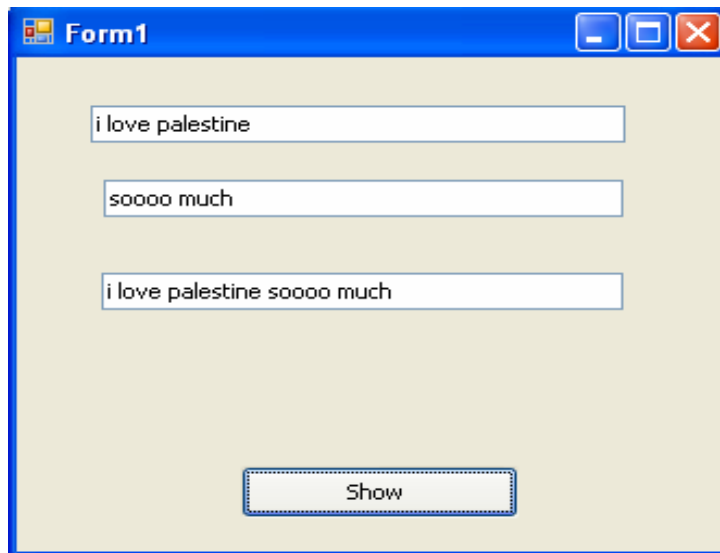 Form1
i love palestine
soooo much
i love palestine soooo much
Show